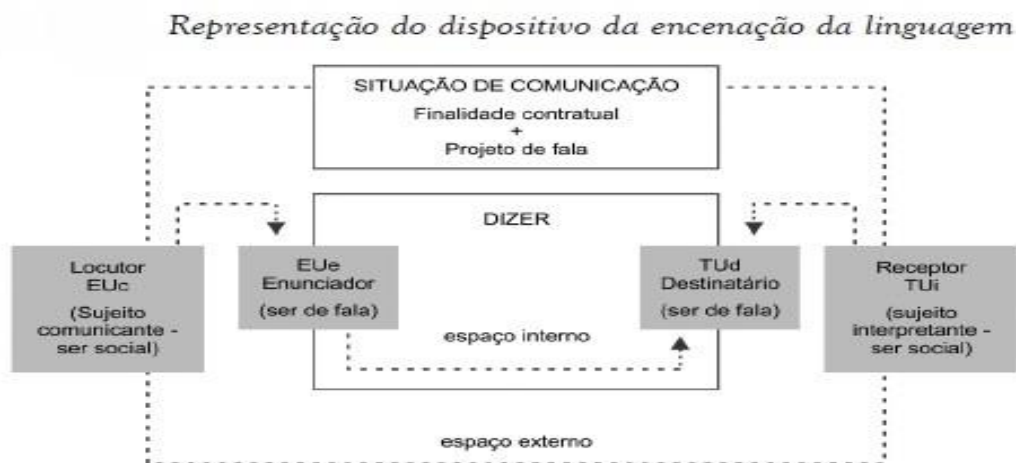 Representação do dispositivo da encenação da linguagem
SITUAÇÃO DE COMUNICAÇÃO
Finalidade contratual
+
Projeto de fala
DIZER
Locutor
EUc
(Sujeito
comunicante -
ser social)
EUe
Enunciador
(ser de fala)
TUd
Destinatário
(ser de fala)
Receptor
TUi
(sujeito
interpretante -
ser social)
espaço interno
espaço externo